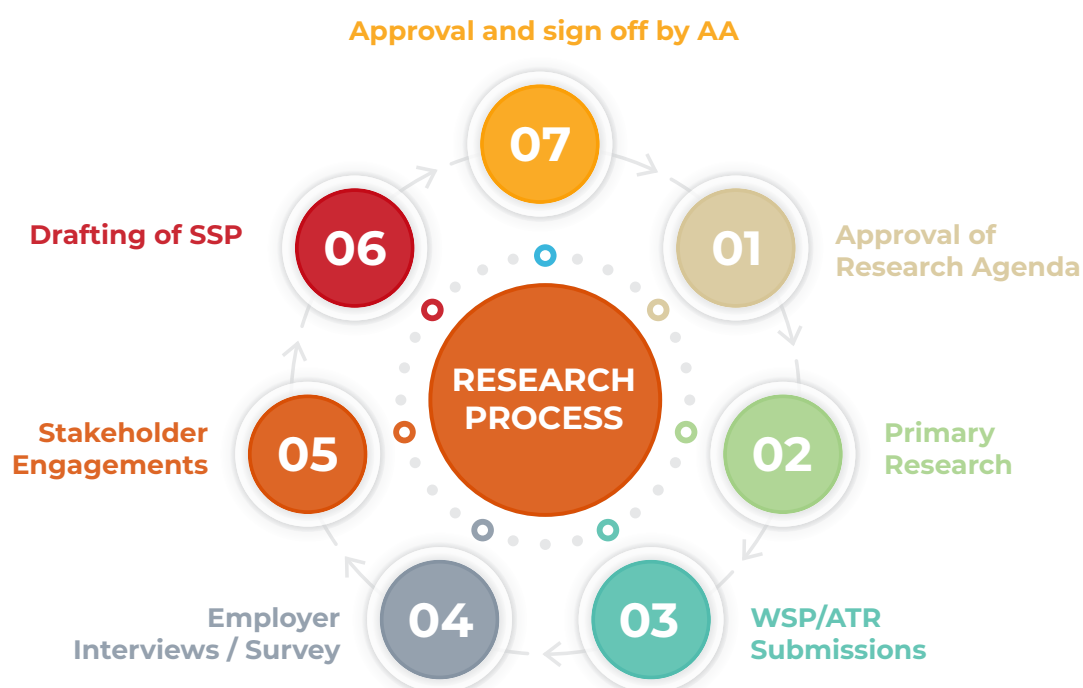 Approval and sign off by AA
07
01
Approval of
Research Agenda
02
Primary
Research
03
WSP/ATR
Submissions
04
Employer
Interviews / Survey
05
Stakeholder
Engagements
06
Drafting of SSP
RESEARCH
PROCESS